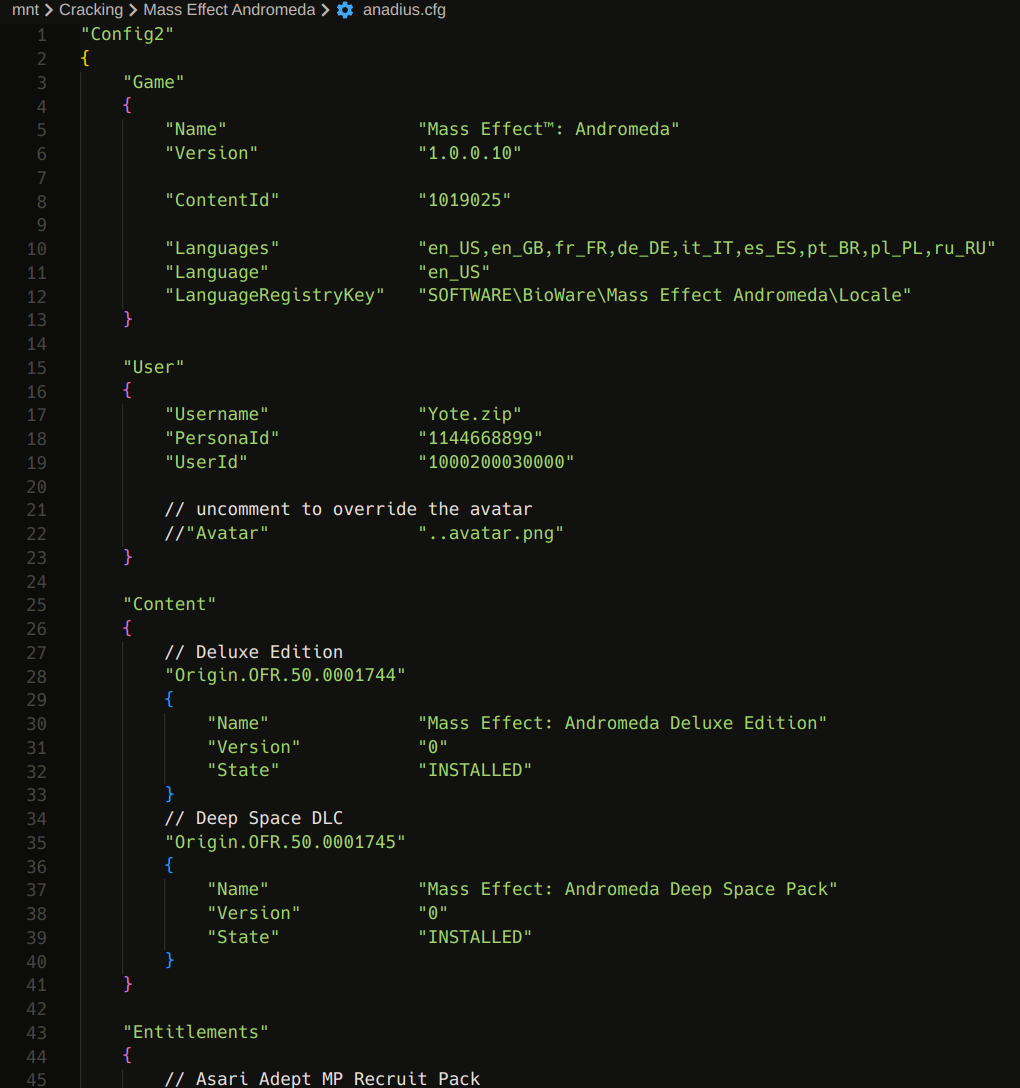 mnt > Cracking > Mass Effect Andromeda > anadius.cfg
1 "Config2"
2 {
3 "Game"
4 {
5 "Name" "Mass Effect™: Andromeda"
6 "Version" "1.0.0.10"
7
8 "ContentId" "1019025"
9
10 "Languages" "en_US,en_GB,fr_FR,de_DE,it_IT,es_ES,pt_BR,pl_PL,ru_RU"
11 "Language" "en_US"
12 "LanguageRegistryKey" "SOFTWARE\BioWare\Mass Effect Andromeda\Locale"
13 }
14
15 "User"
16 {
17 "Username" "Yote.zip"
18 "PersonaId" "1144668899"
19 "UserId" "1000200030000"
20
21 // uncomment to override the avatar
22 //"Avatar" "..avatar.png"
23 }
24
25 "Content"
26 {
27 // Deluxe Edition
28 "Origin.OFR.50.0001744"
29 {
30 "Name" "Mass Effect: Andromeda Deluxe Edition"
31 "Version" "0"
32 "State" "INSTALLED"
33 }
34 // Deep Space DLC
35 "Origin.OFR.50.0001745"
36 {
37 "Name" "Mass Effect: Andromeda Deep Space Pack"
38 "Version" "0"
39 "State" "INSTALLED"
40 }
41 }
42
43 "Entitlements"
44 {
45 // Asari Adept MP Recruit Pack